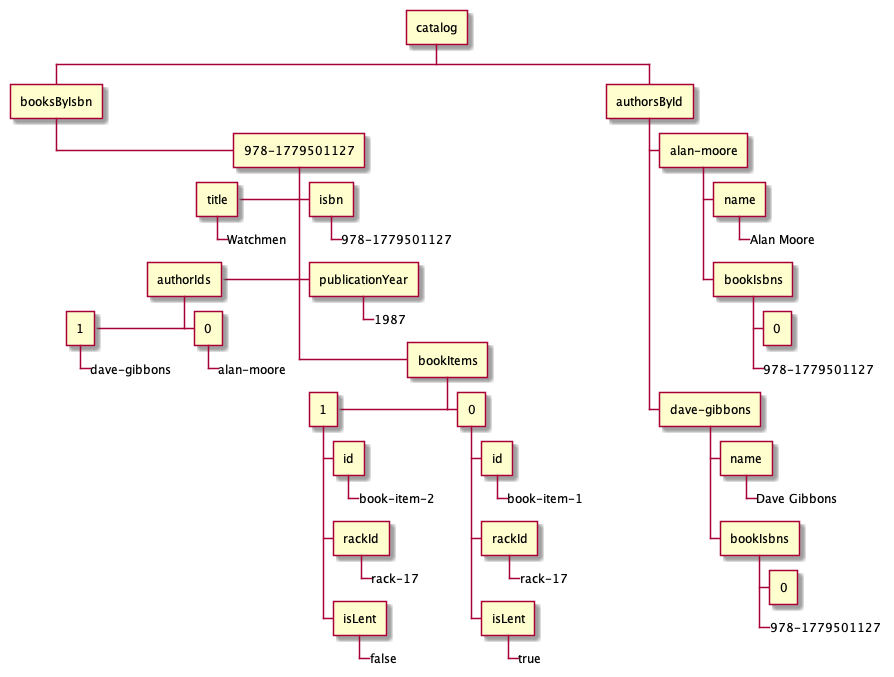 catalog
booksByIsbn
authorsById
978-1779501127
alan-moore
title
isbn
name
Watchmen
978-1779501127
Alan Moore
authorIds
publicationYear
bookIsbns
1987
1
0
0
dave-gibbons
alan-moore
978-1779501127
bookItems
1
0
dave-gibbons
id
id
name
book-item-2
book-item-1
Dave Gibbons
rackId
rackId
bookIsbns
rack-17
rack-17
0
isLent
isLent
978-1779501127
false
true